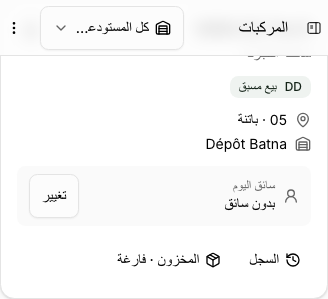 المركبات
كل المستودع...
DD بيع مسبق
05 · باتنة
Dépôt Batna
سائق اليوم
بدون سائق
تغيير
السجل
المخزون · فارغة